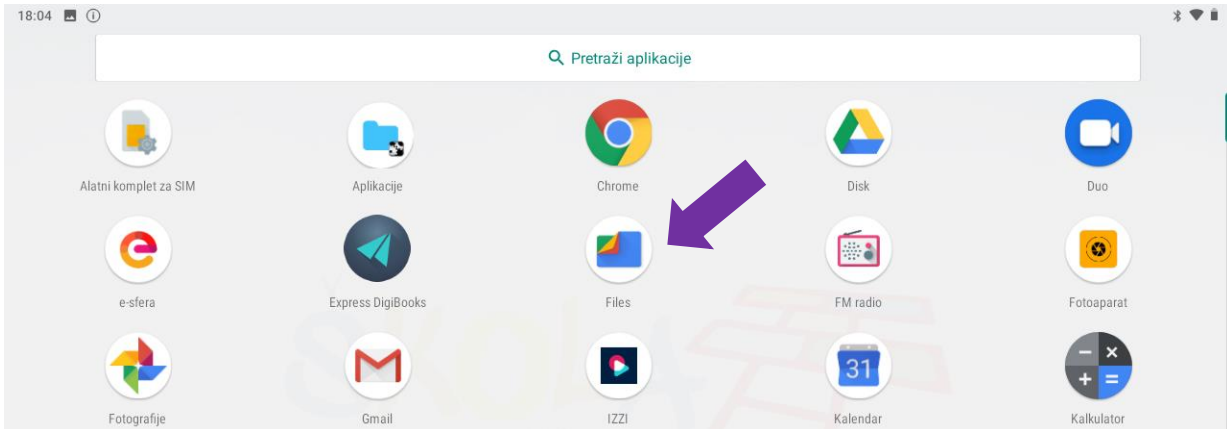 18:04
Pretraži aplikacije
Alatni komplet za SIM
Aplikacije
Chrome
Disk
Duo
e-sfera
Express DigiBooks
Files
FM radio
Fotoaparat
31
Fotografije
Gmail
IZZI
Kalendar
Kalkulator